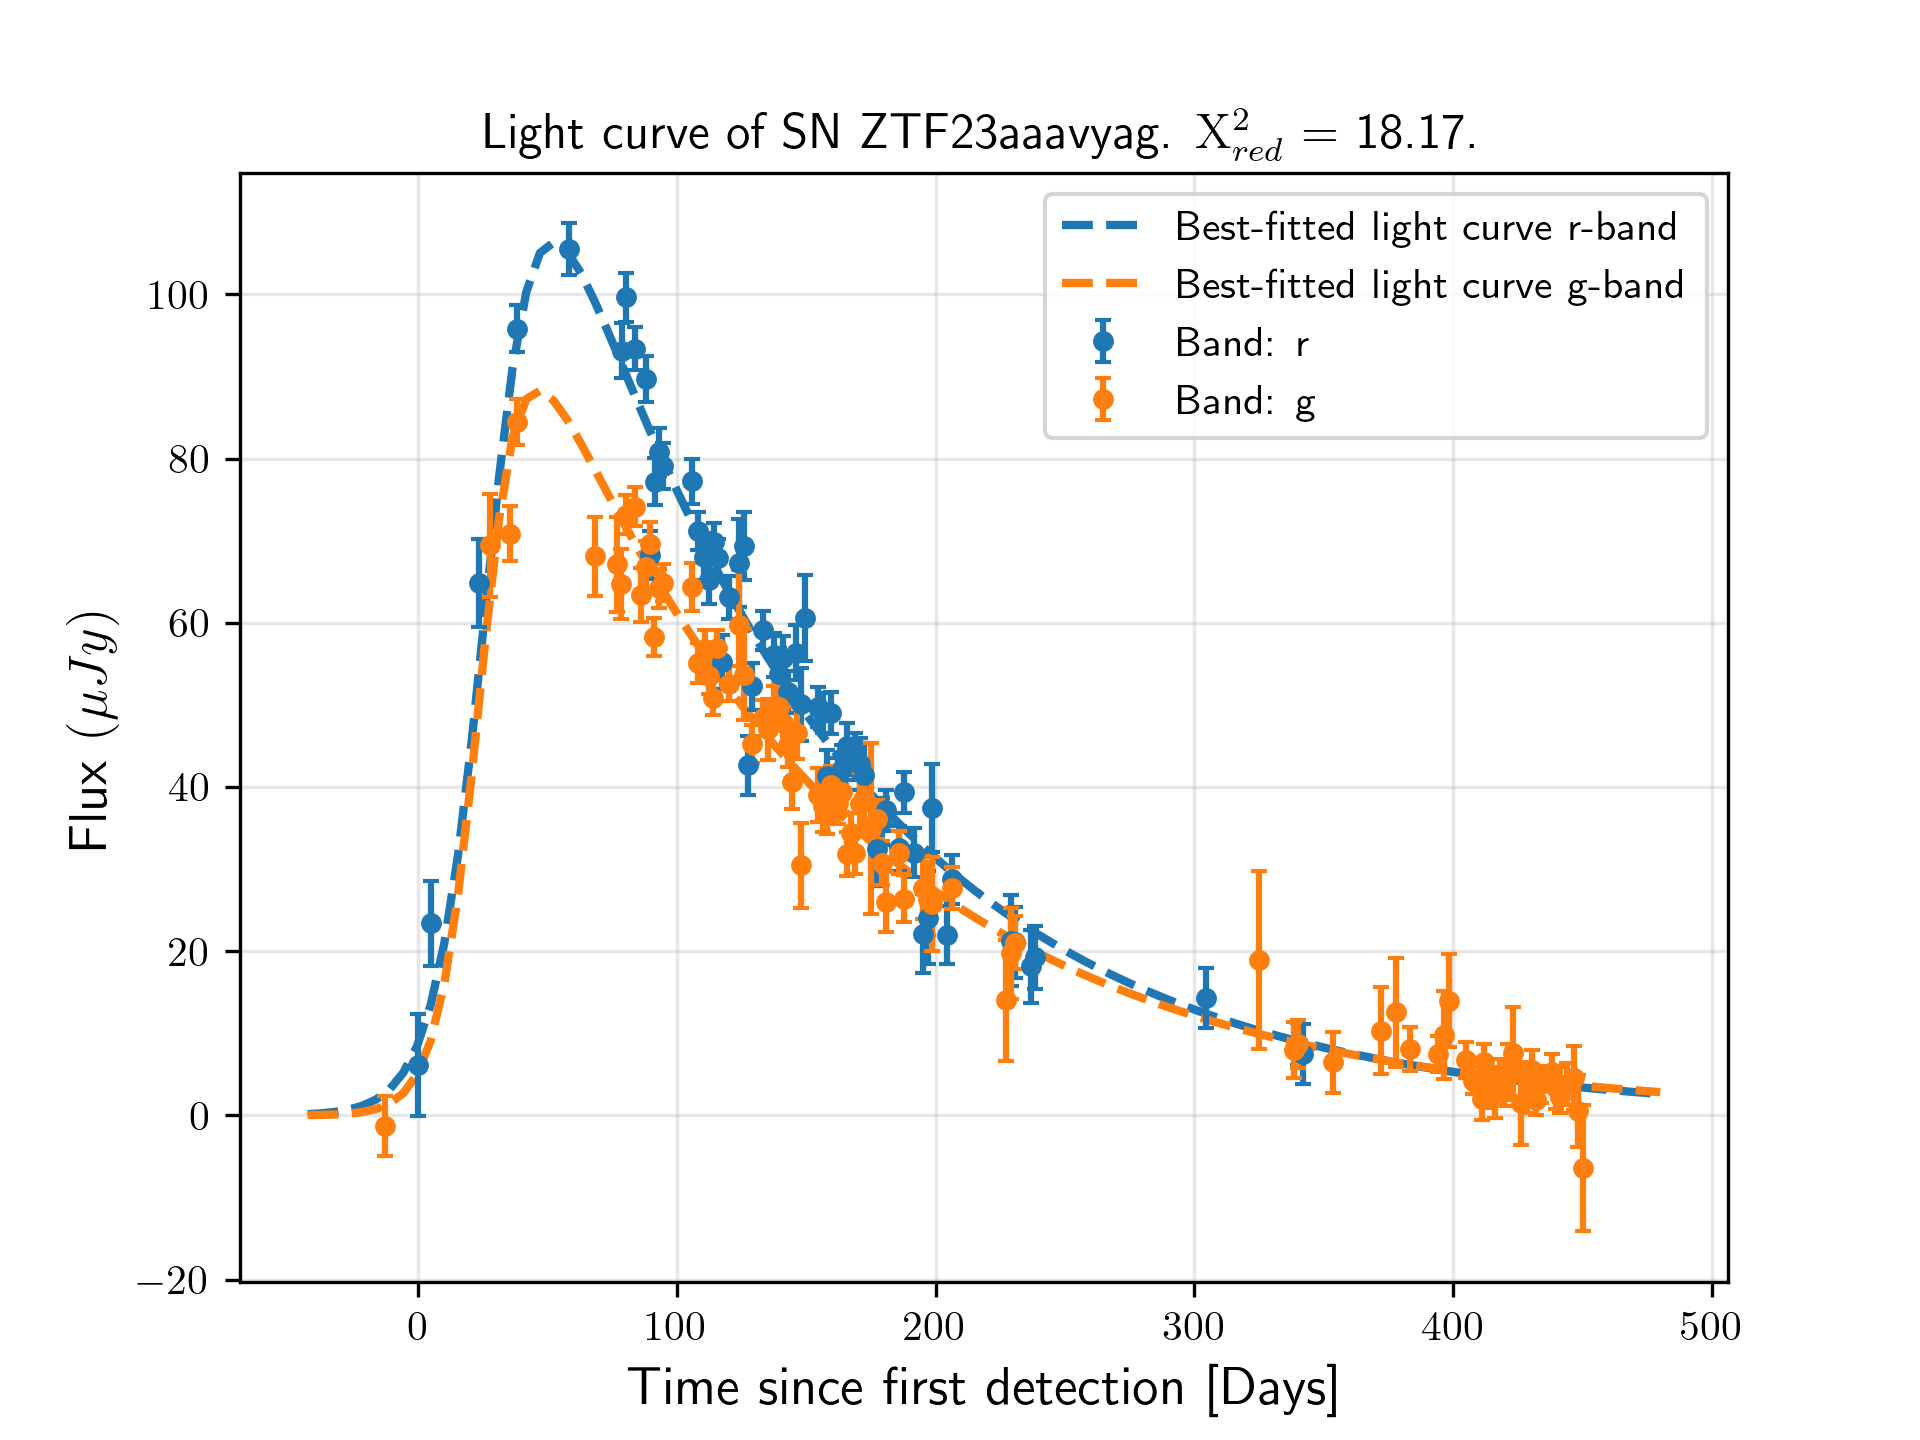 Light curve of SN ZTF23aaavyag. X²_red = 18.17.
Best-fitted light curve r-band
Best-fitted light curve g-band
Band: r
Band: g
Flux (μJy)
100
80
60
40
20
0
−20
0 100 200 300 400 500
Time since first detection [Days]